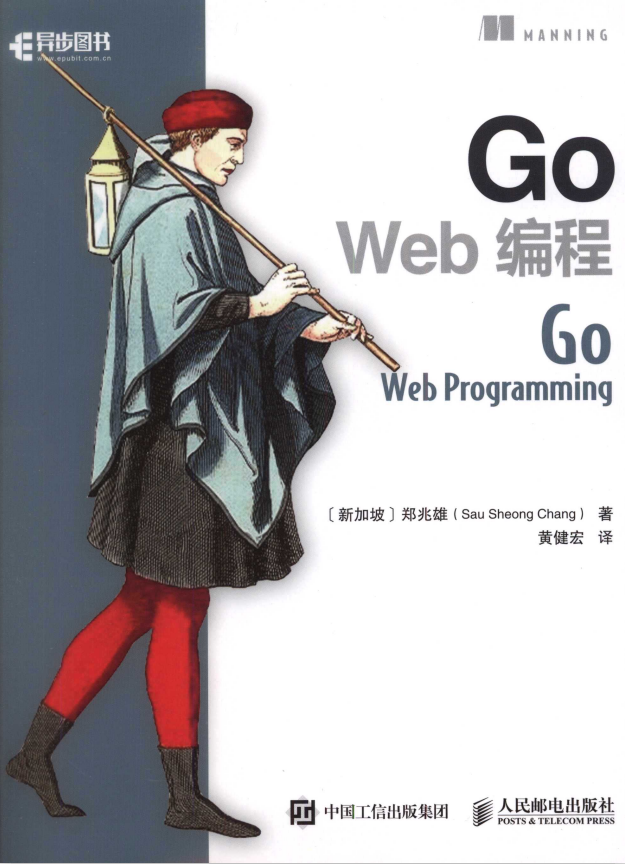 异步图书
www.epubit.com.cn
MANNING
Go
Web 编程
Go
Web Programming
〔新加坡〕郑兆雄（Sau Sheong Chang）著
黄健宏 译
中国工信出版集团
人民邮电出版社
POSTS & TELECOM PRESS